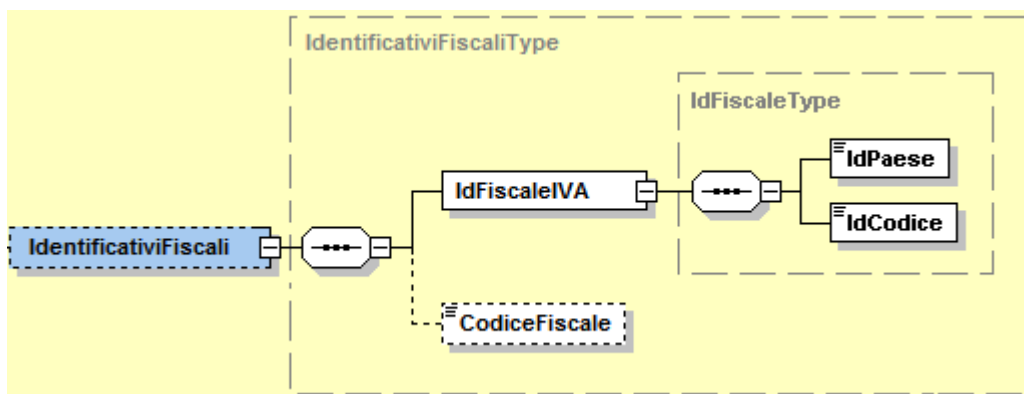 IdentificativiFiscaliType
IdFiscaleType
IdPaese
IdFiscaleIVA
IdCodice
IdentificativiFiscali
CodiceFiscale